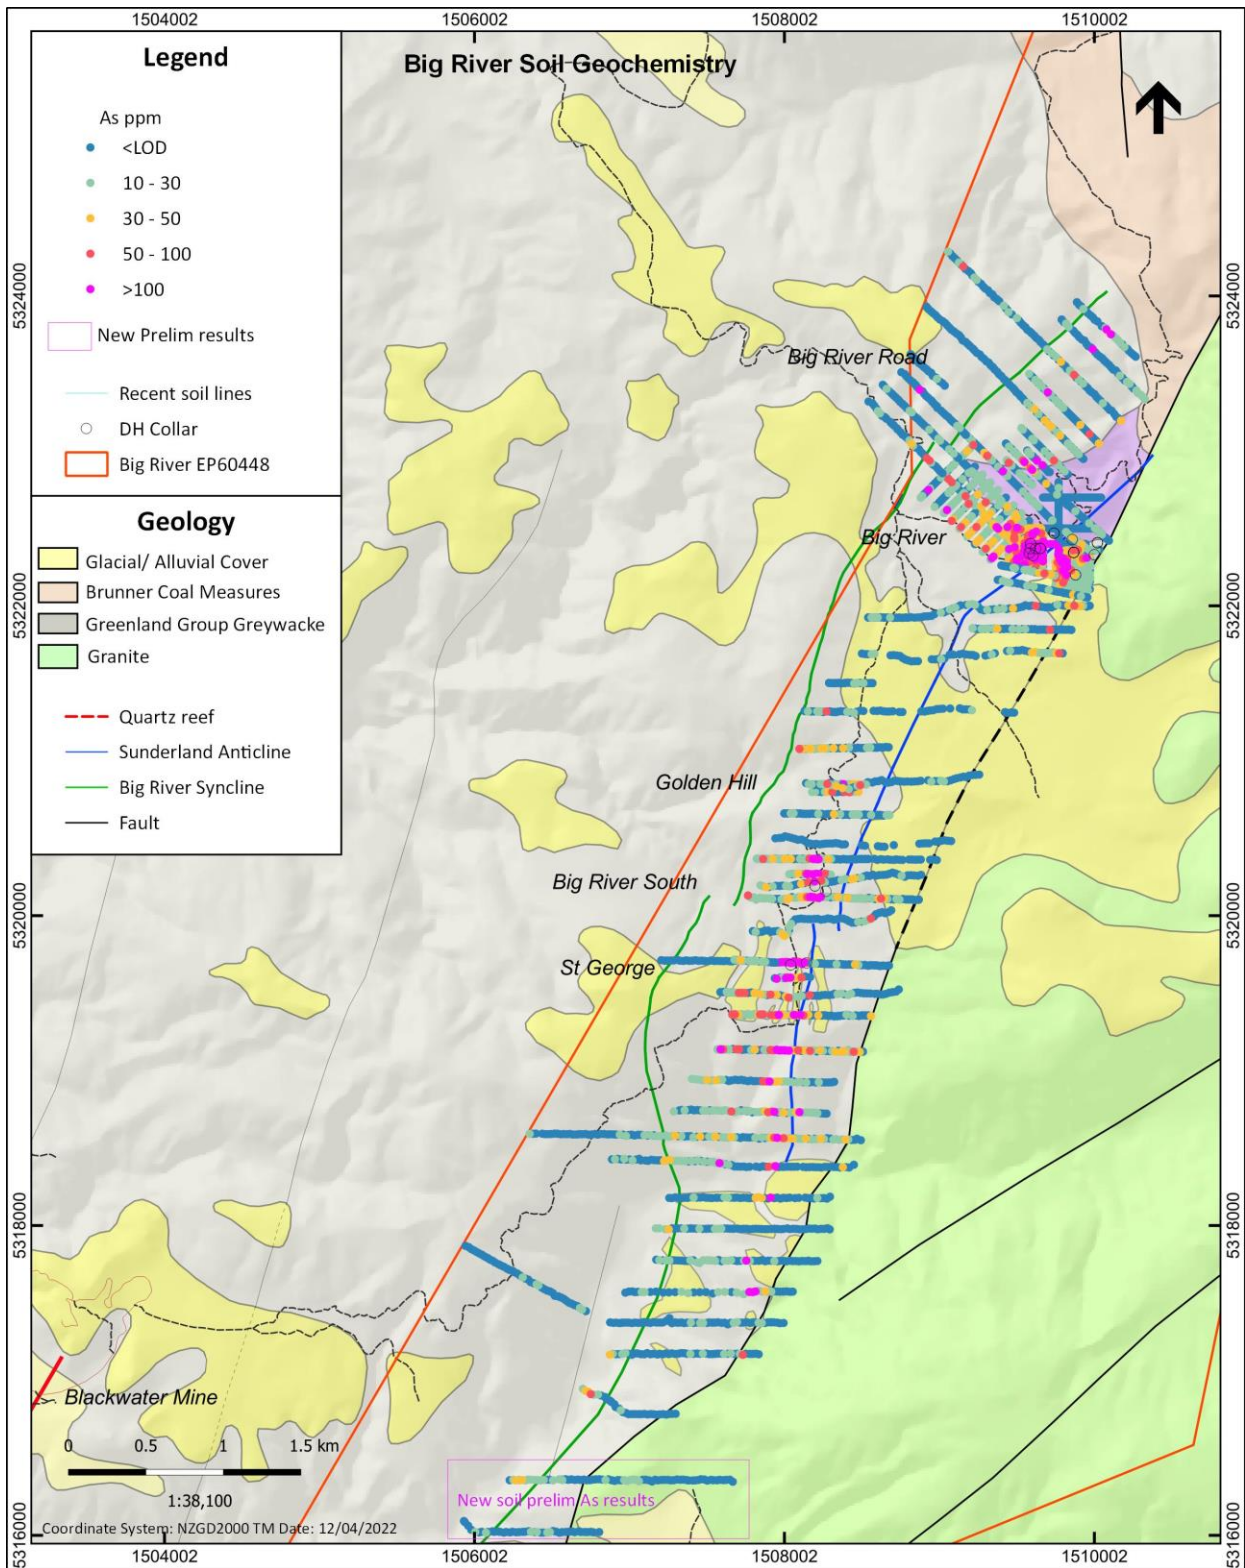 1504002
1506002
1508002
1510002
Legend
As ppm
<LOD
10 - 30
30 - 50
50 - 100
>100
New Prelim results
Recent soil lines
DH Collar
Big River EP60448
Geology
Glacial/ Alluvial Cover
Brunner Coal Measures
Greenland Group Greywacke
Granite
Quartz reef
Sunderland Anticline
Big River Syncline
Fault
Big River Soil Geochemistry
5324000
5324000
Big River Road
Big River
5322000
5322000
Golden Hill
Big River South
5320000
5320000
St George
5318000
5318000
Blackwater Mine
0 0.5 1 1.5 km
1:38,100
New soil prelim As results
Coordinate System: NZGD2000 TM Date: 12/04/2022
5316000
5316000
1504002
1506002
1508002
1510002